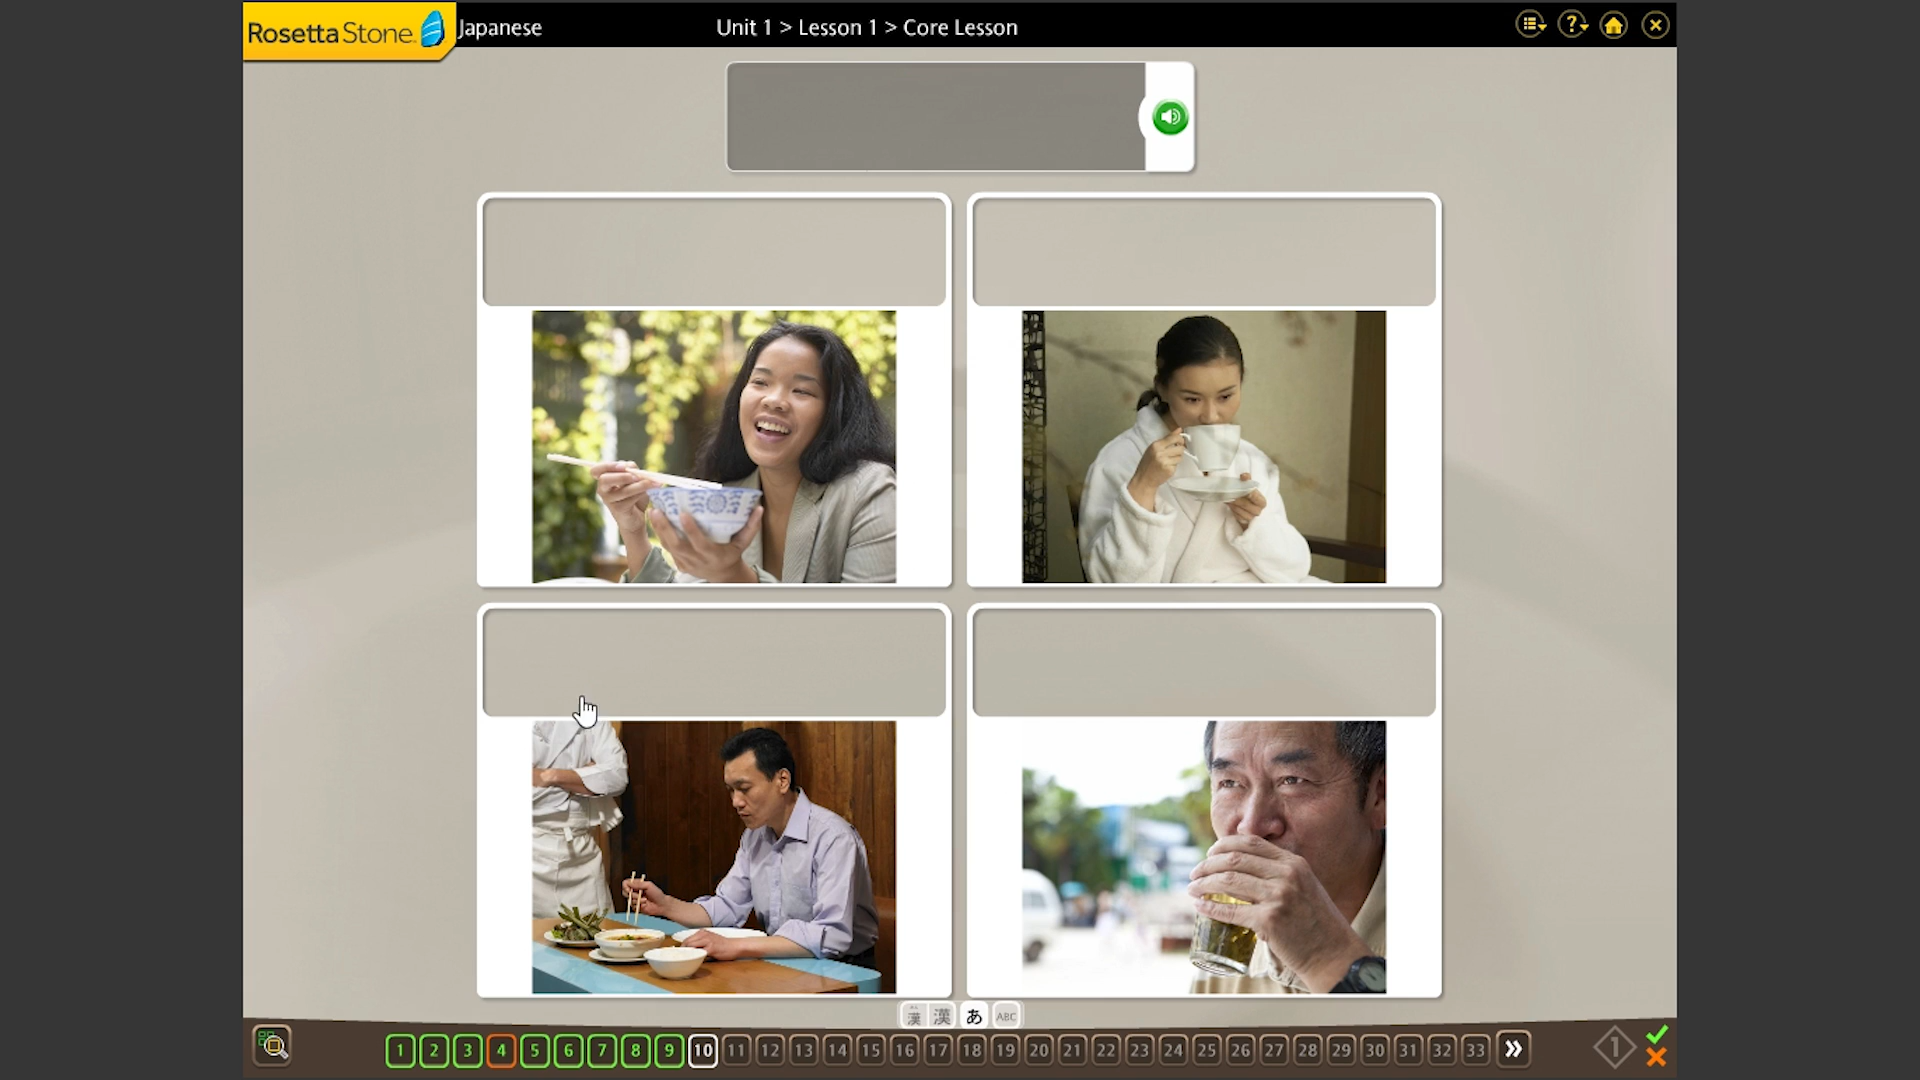 Rosetta Stone
Japanese
Unit 1 > Lesson 1 > Core Lesson
?
漢 漢 あ ABC
1 2 3 4 5 6 7 8 9 10 11 12 13 14 15 16 17 18 19 20 21 22 23 24 25 26 27 28 29 30 31 32 33 »
1